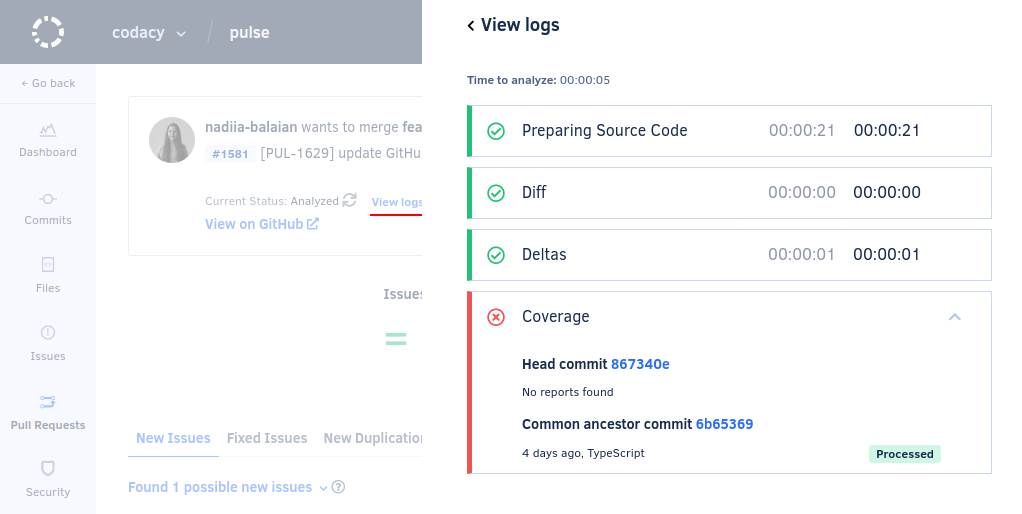 codacy / pulse
← Go back
Dashboard
Commits
Files
Issues
Pull Requests
Security
nadiia-balaian wants to merge fea
#1581 [PUL-1629] update GitHu
Current Status: Analyzed View logs
View on GitHub
Issues
=
New Issues Fixed Issues New Duplication
Found 1 possible new issues
View logs
Time to analyze: 00:00:05
Preparing Source Code 00:00:21 00:00:21
Diff 00:00:00 00:00:00
Deltas 00:00:01 00:00:01
Coverage
Head commit 867340e
No reports found
Common ancestor commit 6b65369
4 days ago, TypeScript Processed